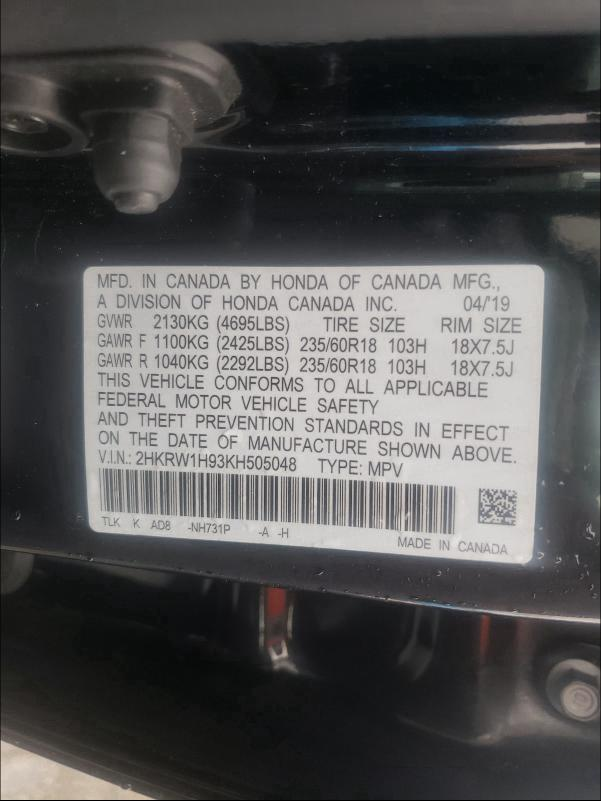 MFD. IN CANADA BY HONDA OF CANADA MFG.,
A DIVISION OF HONDA CANADA INC. 04/'19
GVWR 2130KG (4695LBS) TIRE SIZE RIM SIZE
GAWR F 1100KG (2425LBS) 235/60R18 103H 18X7.5J
GAWR R 1040KG (2292LBS) 235/60R18 103H 18X7.5J
THIS VEHICLE CONFORMS TO ALL APPLICABLE
FEDERAL MOTOR VEHICLE SAFETY
AND THEFT PREVENTION STANDARDS IN EFFECT
ON THE DATE OF MANUFACTURE SHOWN ABOVE.
V.I.N.: 2HKRW1H93KH505048 TYPE: MPV
TLK K AD8 -NH731P -A -H
MADE IN CANADA